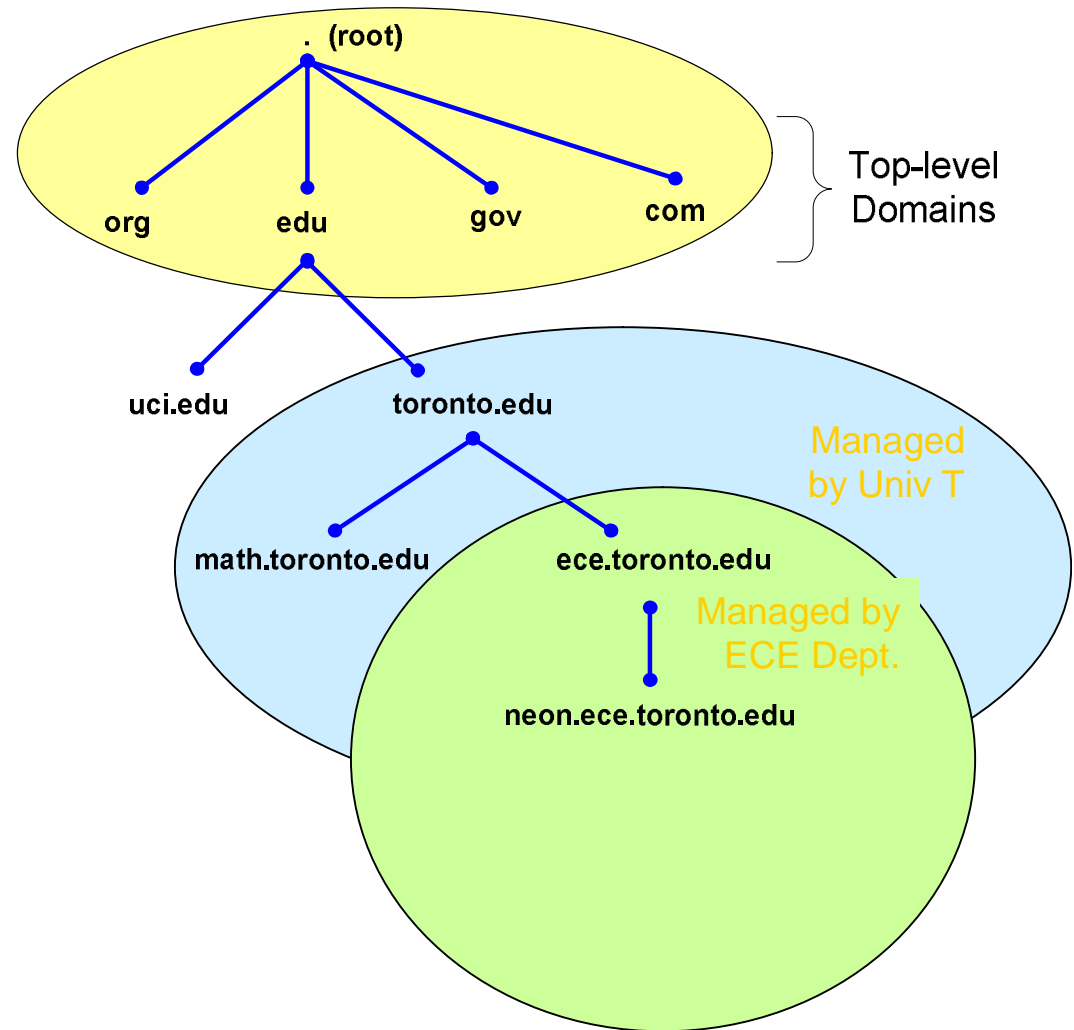 . (root)
org
edu
gov
com
Top-level
Domains
uci.edu
toronto.edu
Managed
by Univ T
math.toronto.edu
ece.toronto.edu
Managed by
ECE Dept.
neon.ece.toronto.edu